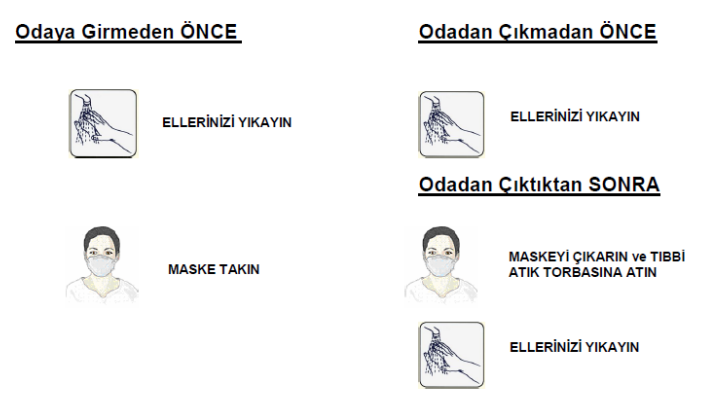 Odaya Girmeden ÖNCE
ELLERİNİZİ YIKAYIN
MASKE TAKIN
Odadan Çıkmadan ÖNCE
ELLERİNİZİ YIKAYIN
Odadan Çıktıktan SONRA
MASKEYİ ÇIKARIN ve TIBBİ
ATIK TORBASINA ATIN
ELLERİNİZİ YIKAYIN